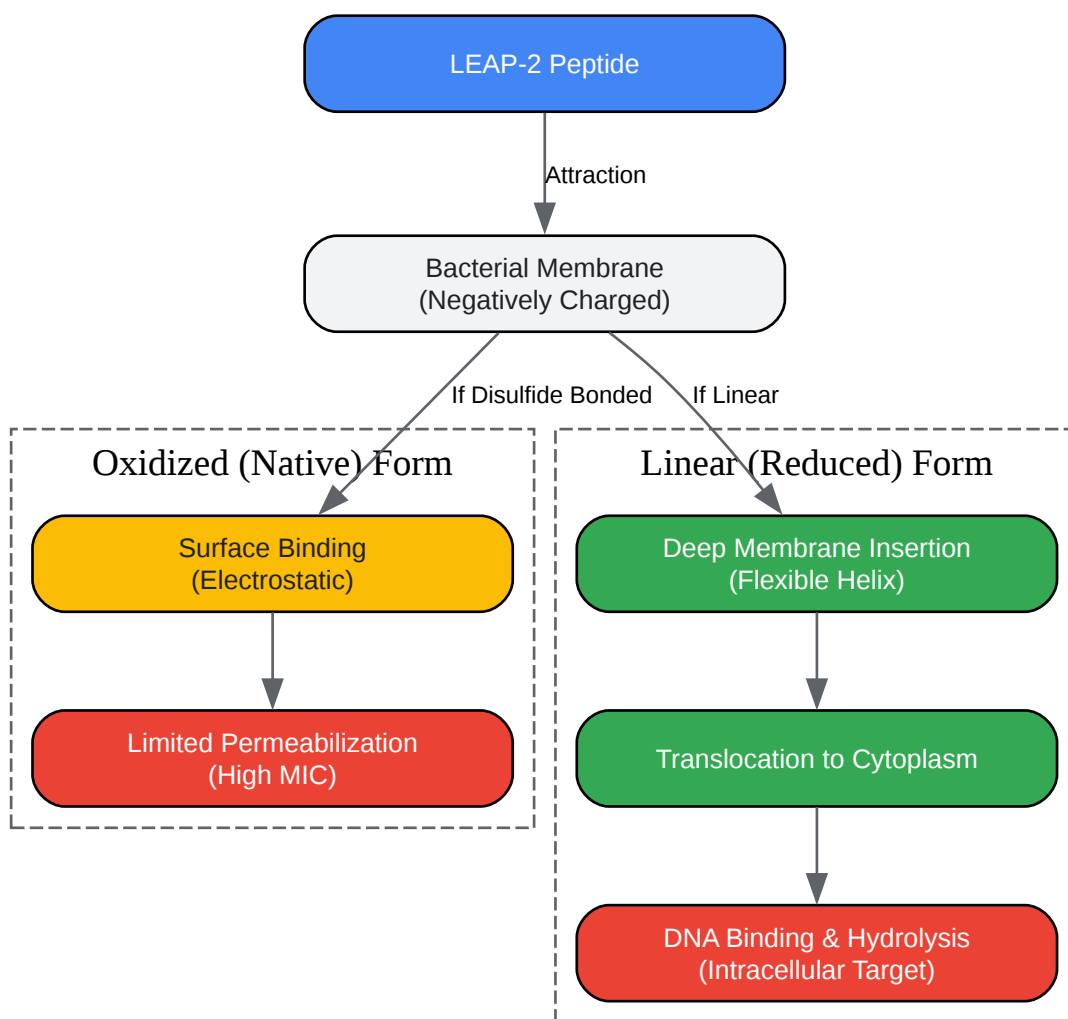 LEAP-2 Peptide
Attraction
Bacterial Membrane
(Negatively Charged)
If Disulfide Bonded
If Linear
Oxidized (Native) Form
Surface Binding
(Electrostatic)
Limited Permeabilization
(High MIC)
Linear (Reduced) Form
Deep Membrane Insertion
(Flexible Helix)
Translocation to Cytoplasm
DNA Binding & Hydrolysis
(Intracellular Target)